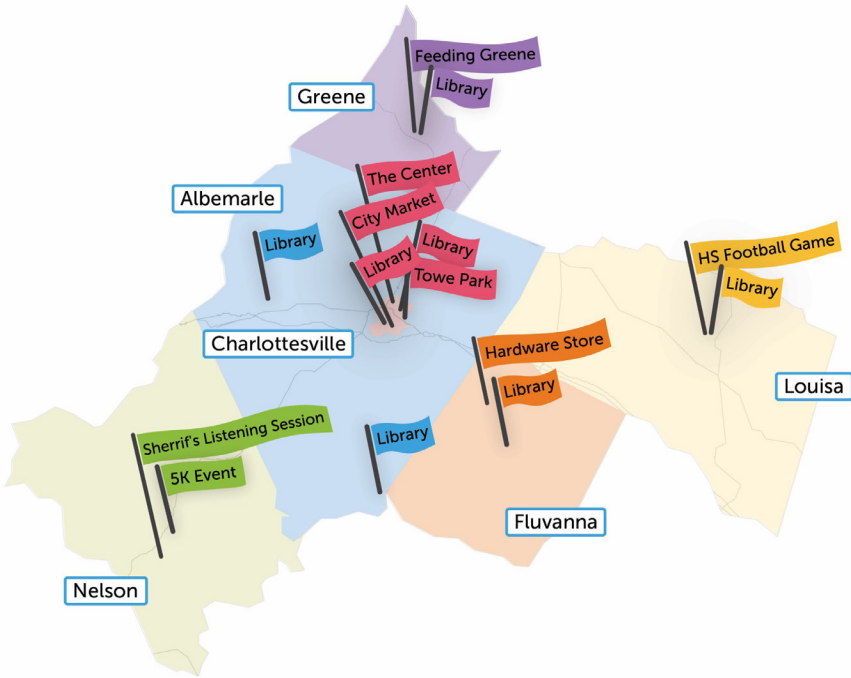 Feeding Greene
Library
Greene
The Center
Albemarle
City Market
Library
Library
Library
Towe Park
HS Football Game
Library
Charlottesville
Hardware Store
Louisa
Library
Sherrif's Listening Session
Library
5K Event
Fluvanna
Nelson